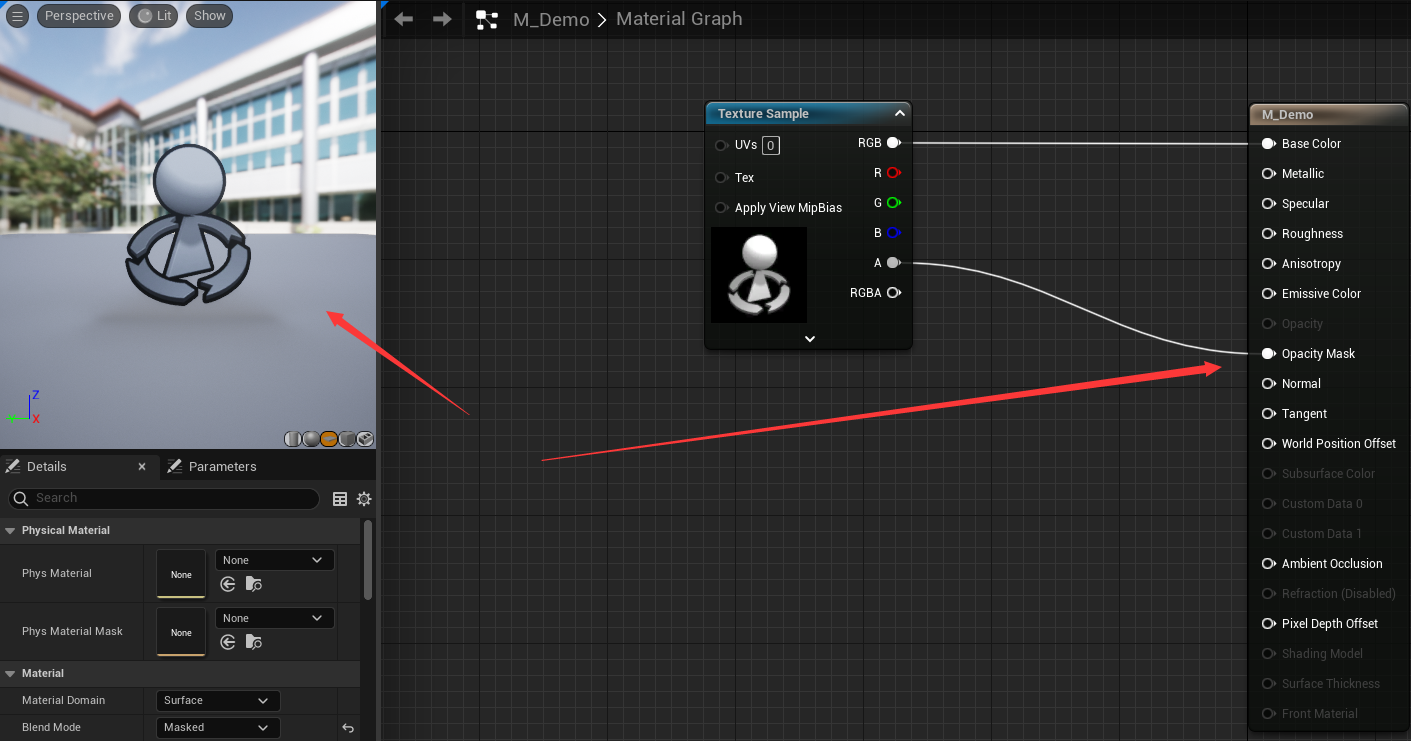 Perspective
Lit
Show
Z
Y
X
M_Demo
Material Graph
Texture Sample
UVs 0
Tex
Apply View MipBias
RGB
R
G
B
A
RGBA
M_Demo
Base Color
Metallic
Specular
Roughness
Anisotropy
Emissive Color
Opacity
Opacity Mask
Normal
Tangent
World Position Offset
Subsurface Color
Custom Data 0
Custom Data 1
Ambient Occlusion
Refraction (Disabled)
Pixel Depth Offset
Shading Model
Surface Thickness
Front Material
Details
Parameters
Search
Physical Material
Phys Material
None
None
Phys Material Mask
None
None
Material
Material Domain
Surface
Blend Mode
Masked